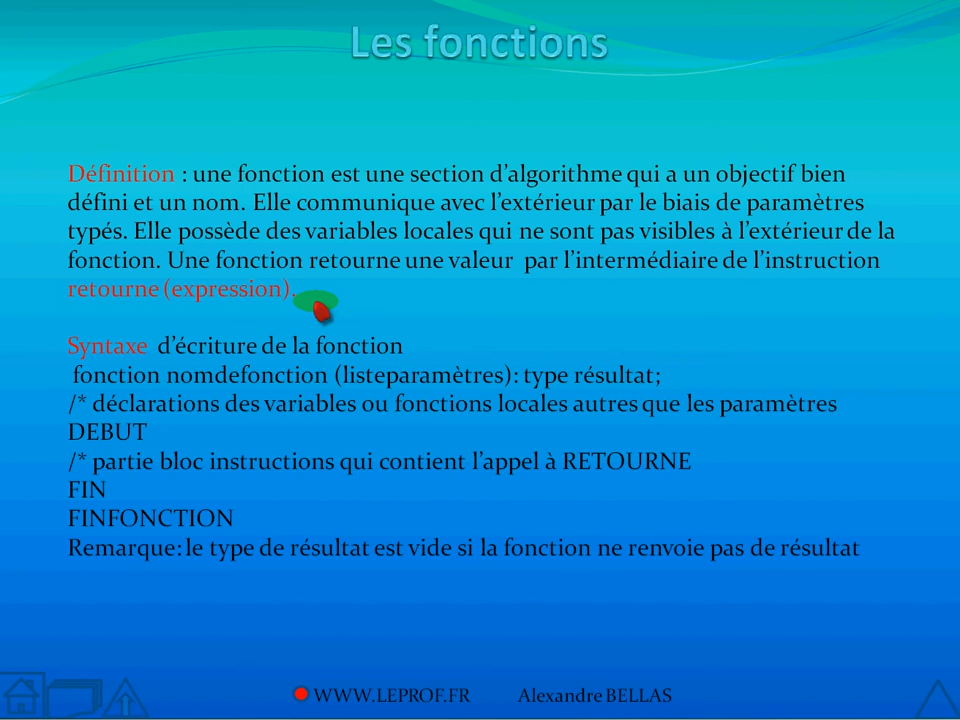 Les fonctions
Définition : une fonction est une section d’algorithme qui a un objectif bien
défini et un nom. Elle communique avec l’extérieur par le biais de paramètres
typés. Elle possède des variables locales qui ne sont pas visibles à l’extérieur de la
fonction. Une fonction retourne une valeur par l’intermédiaire de l’instruction
retourne (expression).
Syntaxe d’écriture de la fonction
fonction nomdefonction (listeparamètres): type résultat;
/* déclarations des variables ou fonctions locales autres que les paramètres
DEBUT
/* partie bloc instructions qui contient l’appel à RETOURNE
FIN
FINFONCTION
Remarque: le type de résultat est vide si la fonction ne renvoie pas de résultat
WWW.LEPROF.FR Alexandre BELLAS